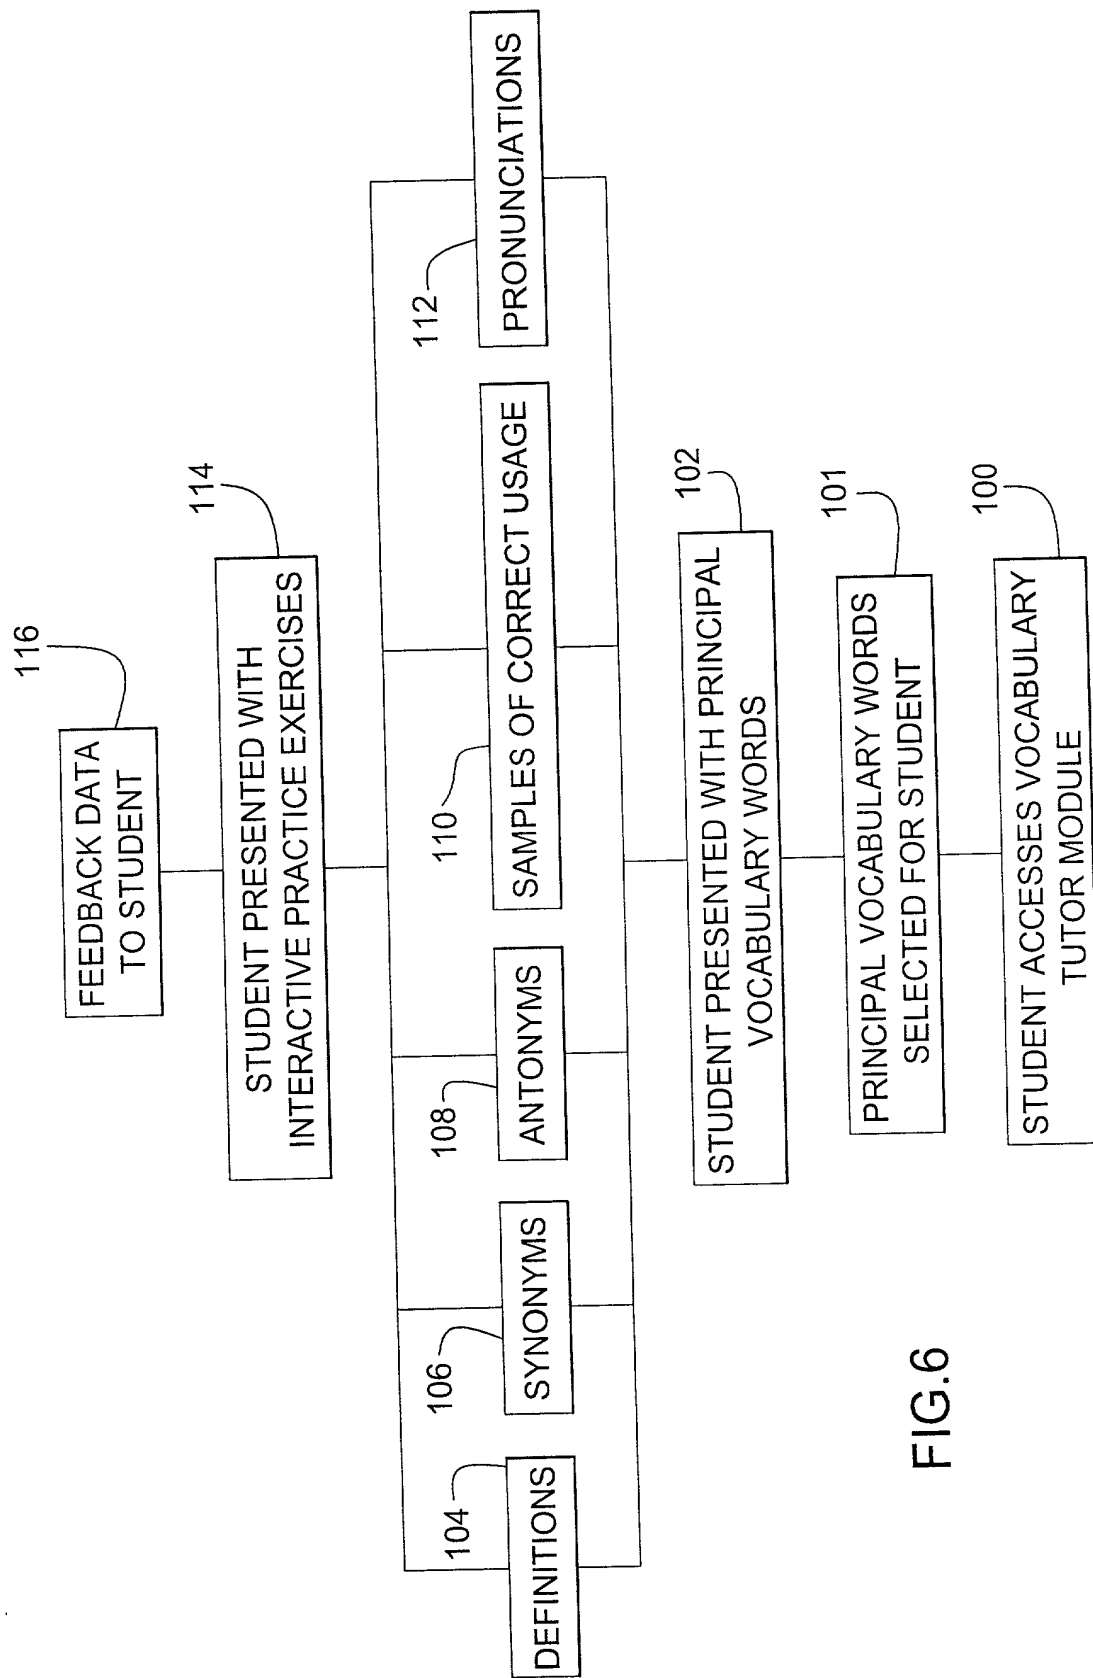 116
FEEDBACK DATA
TO STUDENT
114
STUDENT PRESENTED WITH
INTERACTIVE PRACTICE EXERCISES
104
DEFINITIONS
106
SYNONYMS
108
ANTONYMS
110
SAMPLES OF CORRECT USAGE
112
PRONUNCIATIONS
102
STUDENT PRESENTED WITH PRINCIPAL
VOCABULARY WORDS
101
PRINCIPAL VOCABULARY WORDS
SELECTED FOR STUDENT
100
STUDENT ACCESSES VOCABULARY
TUTOR MODULE
FIG.6